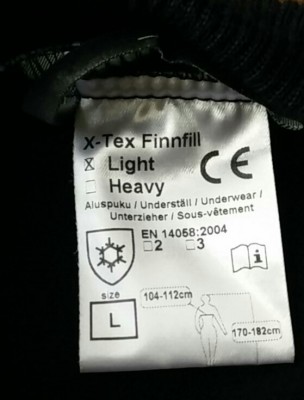 X-Tex Finnfill
Light
Heavy
CE
Aluspuku / Underställ / Underwear /
Unterzieher / Sous-vêtement
EN 14058:2004
2 3
i
size
L
104-112cm
170-182cm